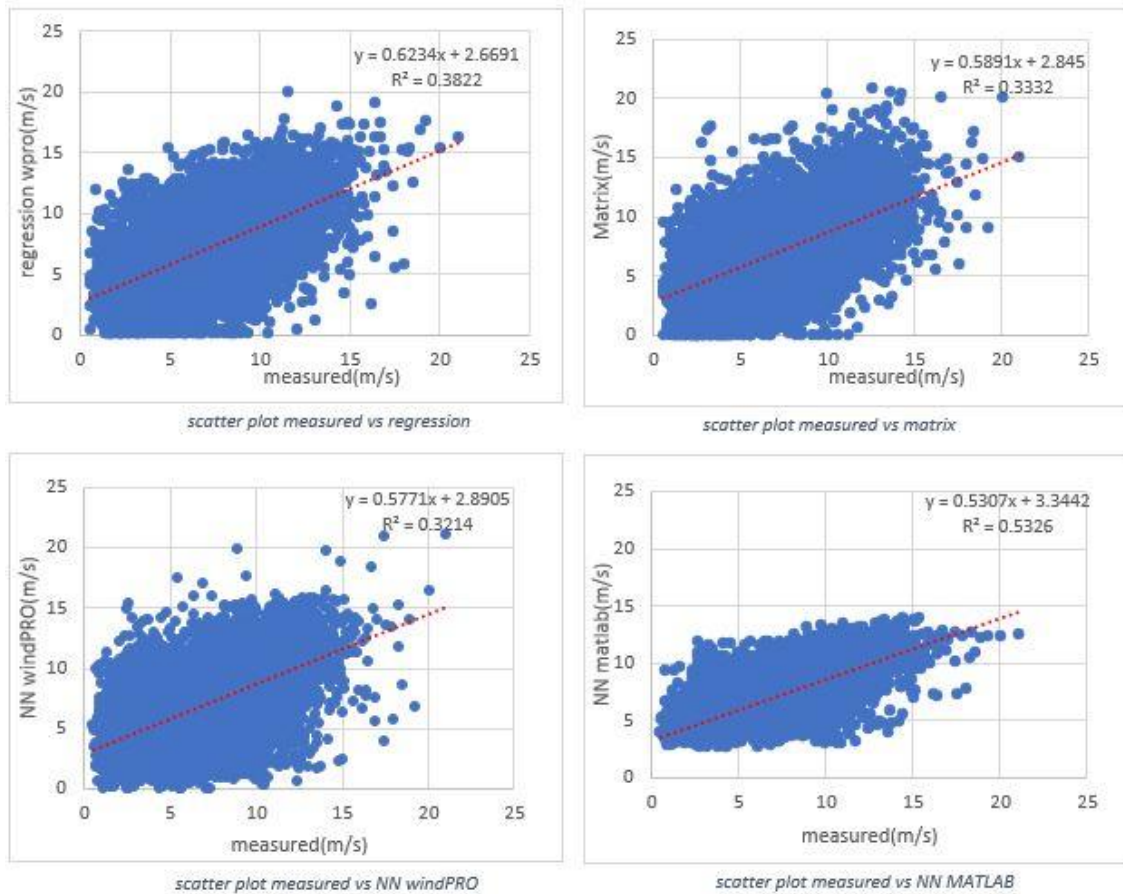 25
y = 0.6234x + 2.6691
R² = 0.3822
20
15
10
5
0
regression wpro(m/s)
0 5 10 15 20 25
measured(m/s)
scatter plot measured vs regression
25
y = 0.5891x + 2.845
R² = 0.3332
20
15
10
5
0
Matrix(m/s)
0 5 10 15 20 25
measured(m/s)
scatter plot measured vs matrix
25
y = 0.5771x + 2.8905
R² = 0.3214
20
15
10
5
0
NN windPRO(m/s)
0 5 10 15 20 25
measured(m/s)
scatter plot measured vs NN windPRO
25
y = 0.5307x + 3.3442
R² = 0.5326
20
15
10
5
0
NN matlab(m/s)
0 5 10 15 20 25
measured(m/s)
scatter plot measured vs NN MATLAB